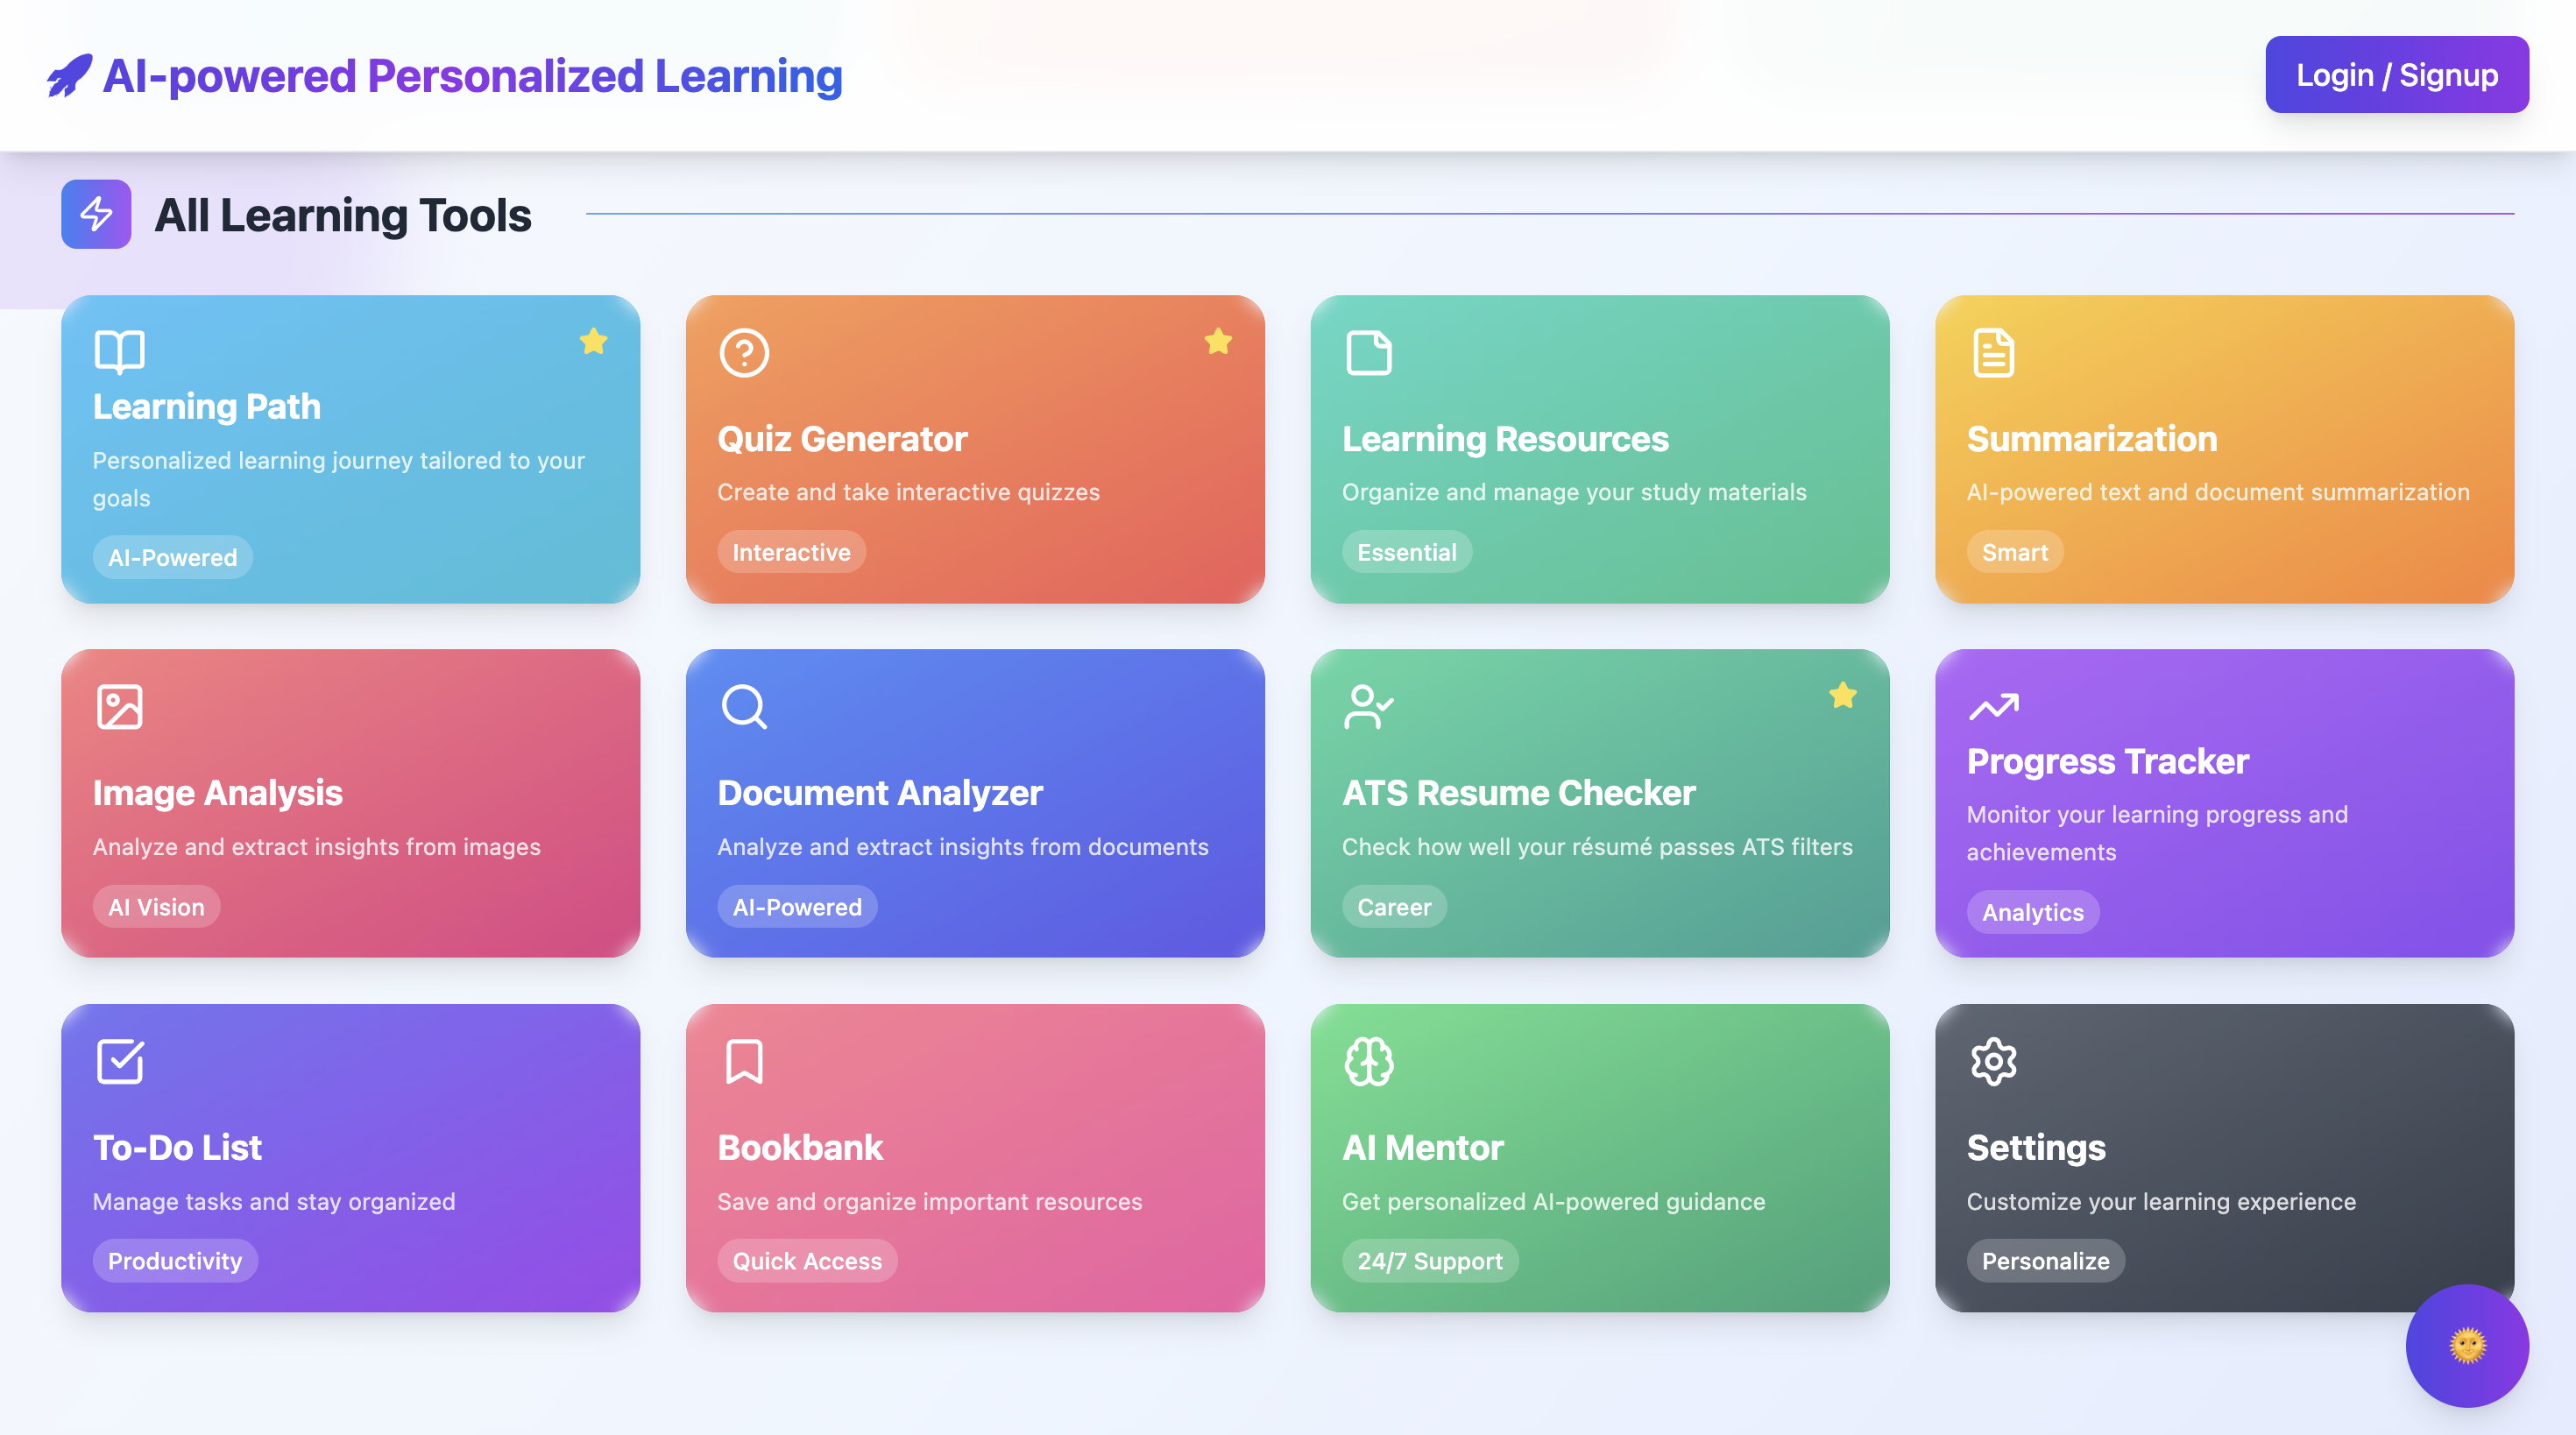 AI-powered Personalized Learning
Login / Signup
All Learning Tools
Learning Path
Personalized learning journey tailored to your
goals
AI-Powered
Quiz Generator
Create and take interactive quizzes
Interactive
Learning Resources
Organize and manage your study materials
Essential
Summarization
AI-powered text and document summarization
Smart
Image Analysis
Analyze and extract insights from images
AI Vision
Document Analyzer
Analyze and extract insights from documents
AI-Powered
ATS Resume Checker
Check how well your résumé passes ATS filters
Career
Progress Tracker
Monitor your learning progress and
achievements
Analytics
To-Do List
Manage tasks and stay organized
Productivity
Bookbank
Save and organize important resources
Quick Access
AI Mentor
Get personalized AI-powered guidance
24/7 Support
Settings
Customize your learning experience
Personalize